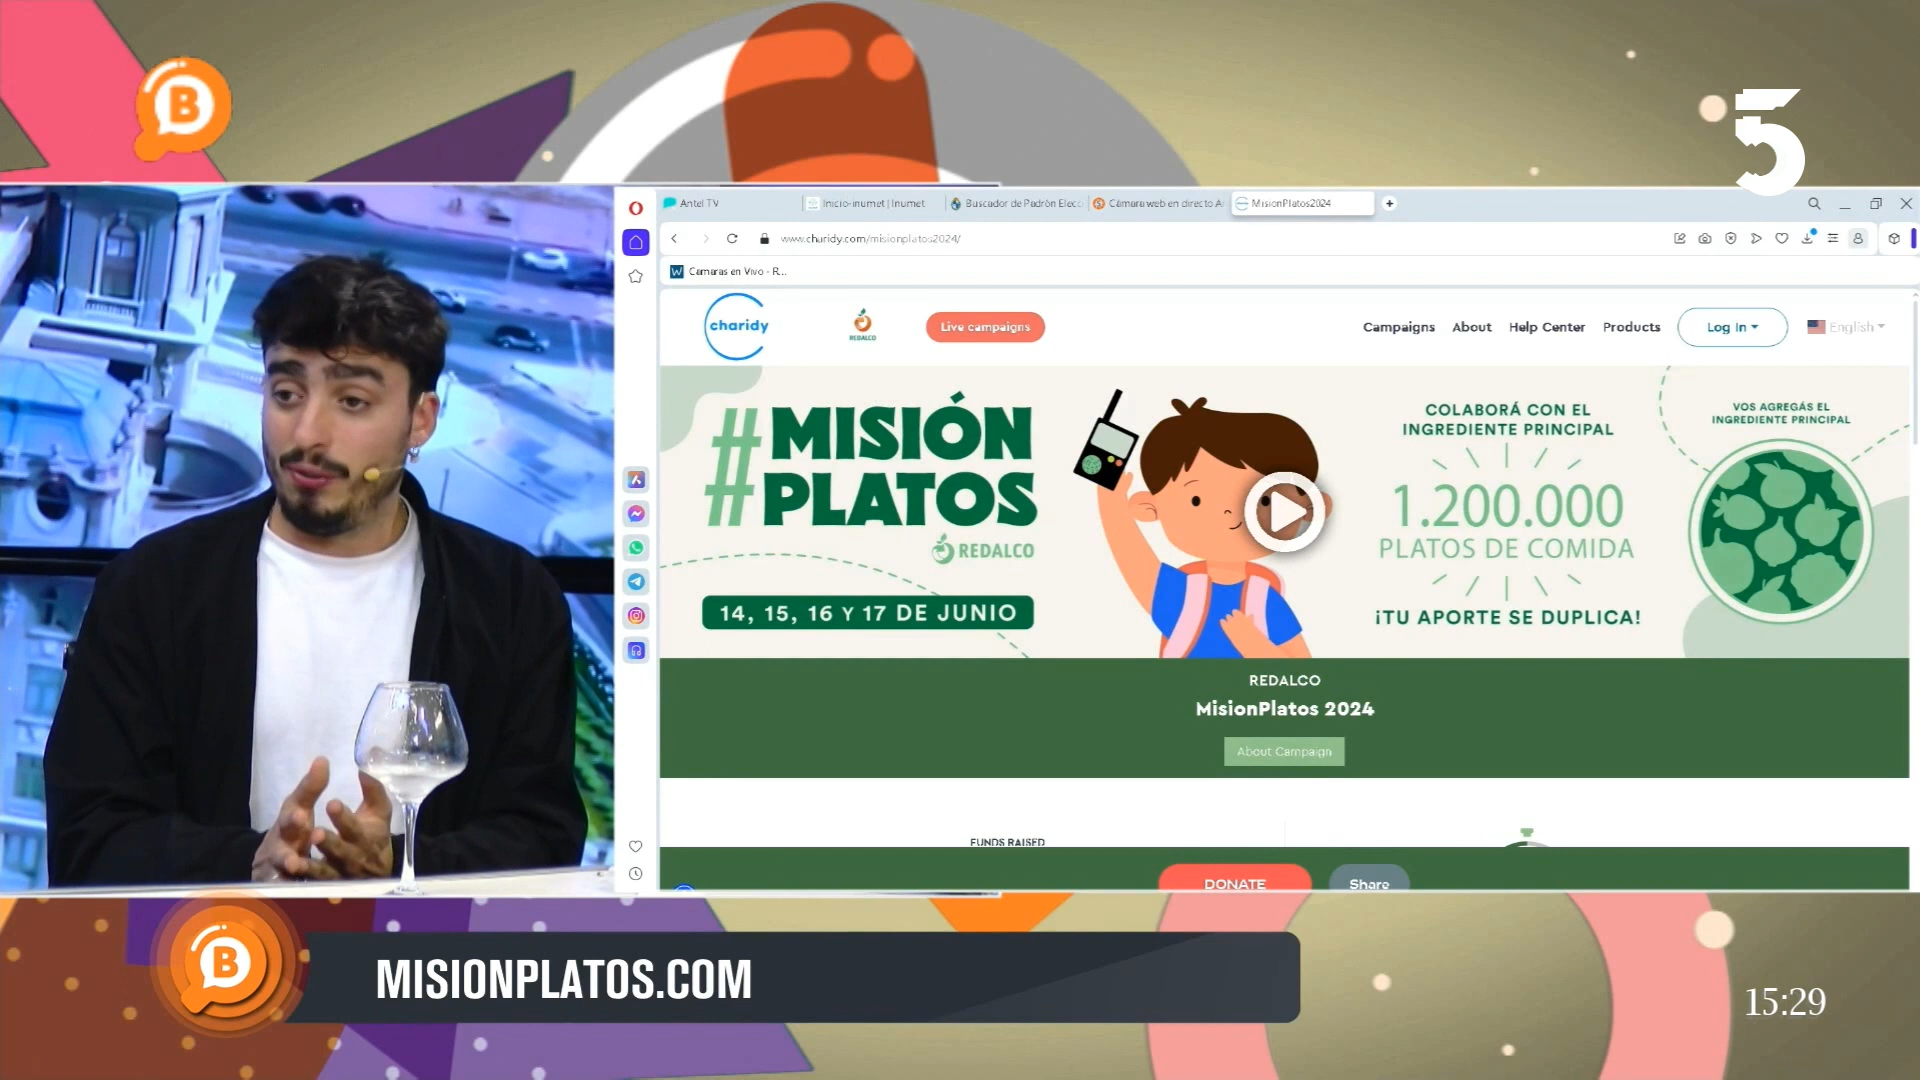 B
5
Antel TV
Inicio-inumet | Inumet
Buscador de Padrón Elecc
Cámara web en directo A
MisionPlatos2024
www.charidy.com/misionplatos2024/
Camaras en Vivo - R...
charidy
REDALCO
Live campaigns
Campaigns
About
Help Center
Products
Log In
English
#MISIÓN
#PLATOS
REDALCO
14, 15, 16 Y 17 DE JUNIO
COLABORÁ CON EL
INGREDIENTE PRINCIPAL
1.200.000
PLATOS DE COMIDA
¡TU APORTE SE DUPLICA!
VOS AGREGÁS EL
INGREDIENTE PRINCIPAL
REDALCO
MisionPlatos 2024
About Campaign
FUNDS RAISED
DONATE
Share
B
MISIONPLATOS.COM
15:29